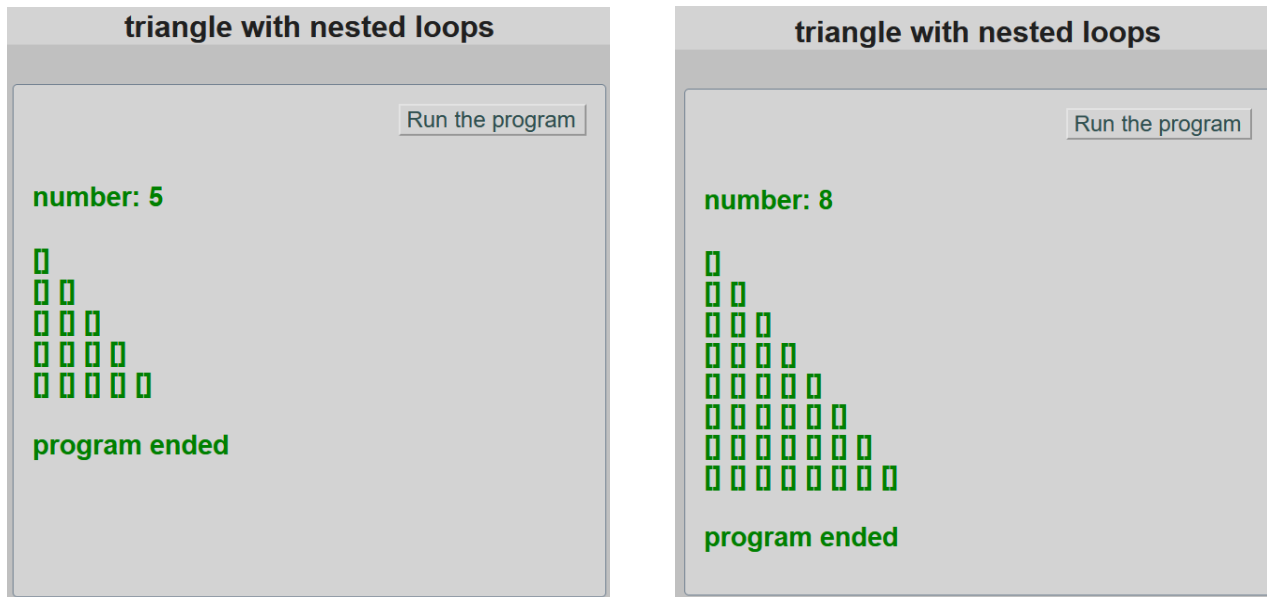 triangle with nested loops
Run the program
number: 5
[]
[] []
[] [] []
[] [] [] []
[] [] [] [] []
program ended
triangle with nested loops
Run the program
number: 8
[]
[] []
[] [] []
[] [] [] []
[] [] [] [] []
[] [] [] [] [] []
[] [] [] [] [] [] []
[] [] [] [] [] [] [] []
program ended